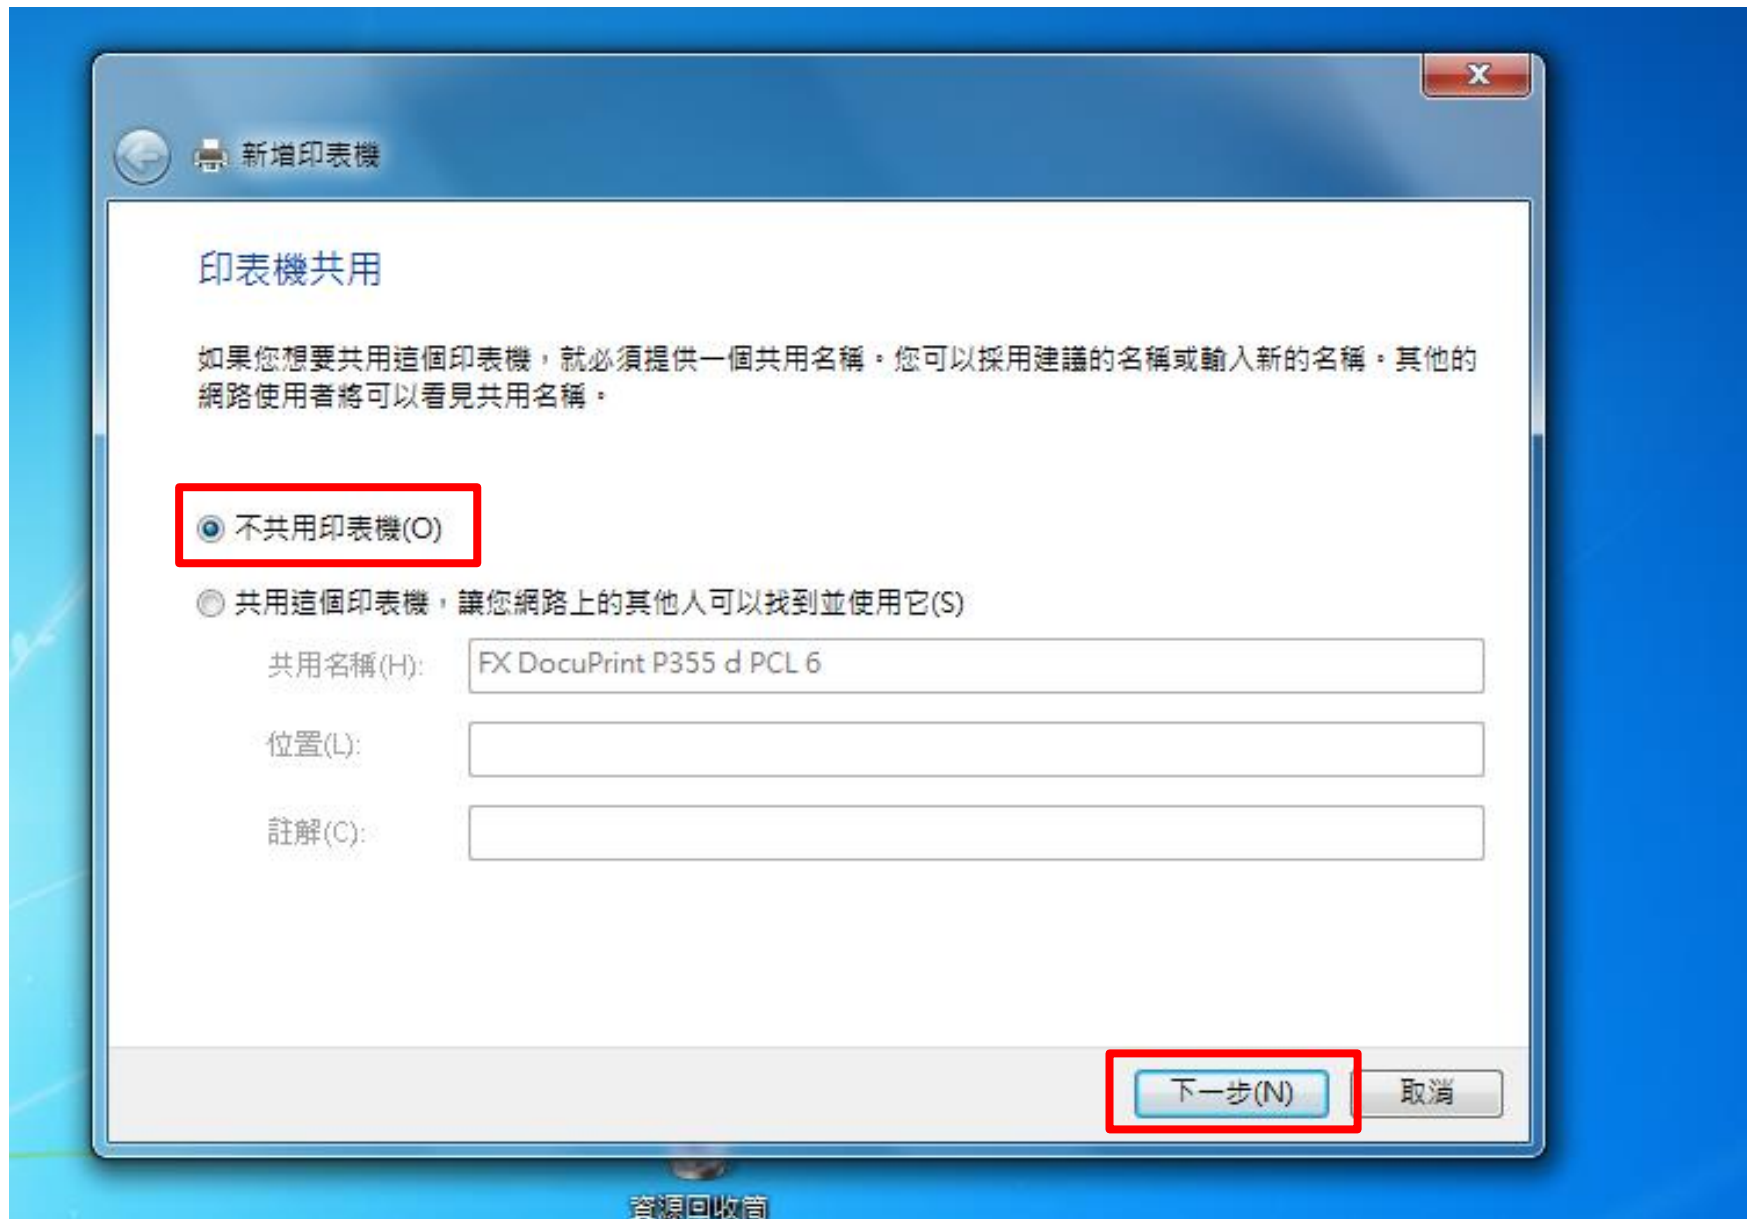 新增印表機
印表機共用
如果您想要共用這個印表機，就必須提供一個共用名稱。您可以採用建議的名稱或輸入新的名稱。其他的
網路使用者將可以看見共用名稱。
不共用印表機(O)
共用這個印表機，讓您網路上的其他人可以找到並使用它(S)
共用名稱(H): FX DocuPrint P355 d PCL 6
位置(L):
註解(C):
下一步(N) 取消
資源回收筒